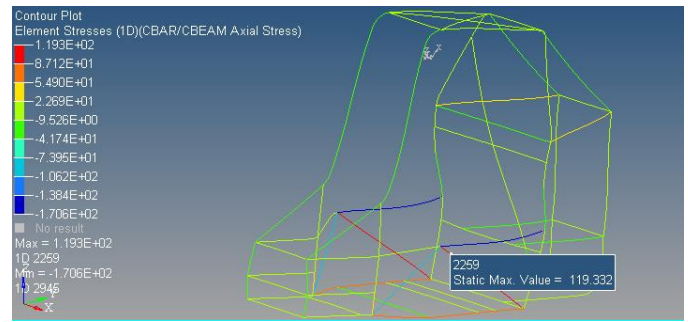 Contour Plot
Element Stresses (1D)(CBAR/CBEAM Axial Stress)
1.193E+02
8.712E+01
5.490E+01
2.269E+01
-9.526E+00
-4.174E+01
-7.395E+01
-1.062E+02
-1.384E+02
-1.706E+02
No result
Max = 1.193E+02
1D 2259
Min = -1.706E+02
1D 2945
X
2259
Static Max. Value = 119.332